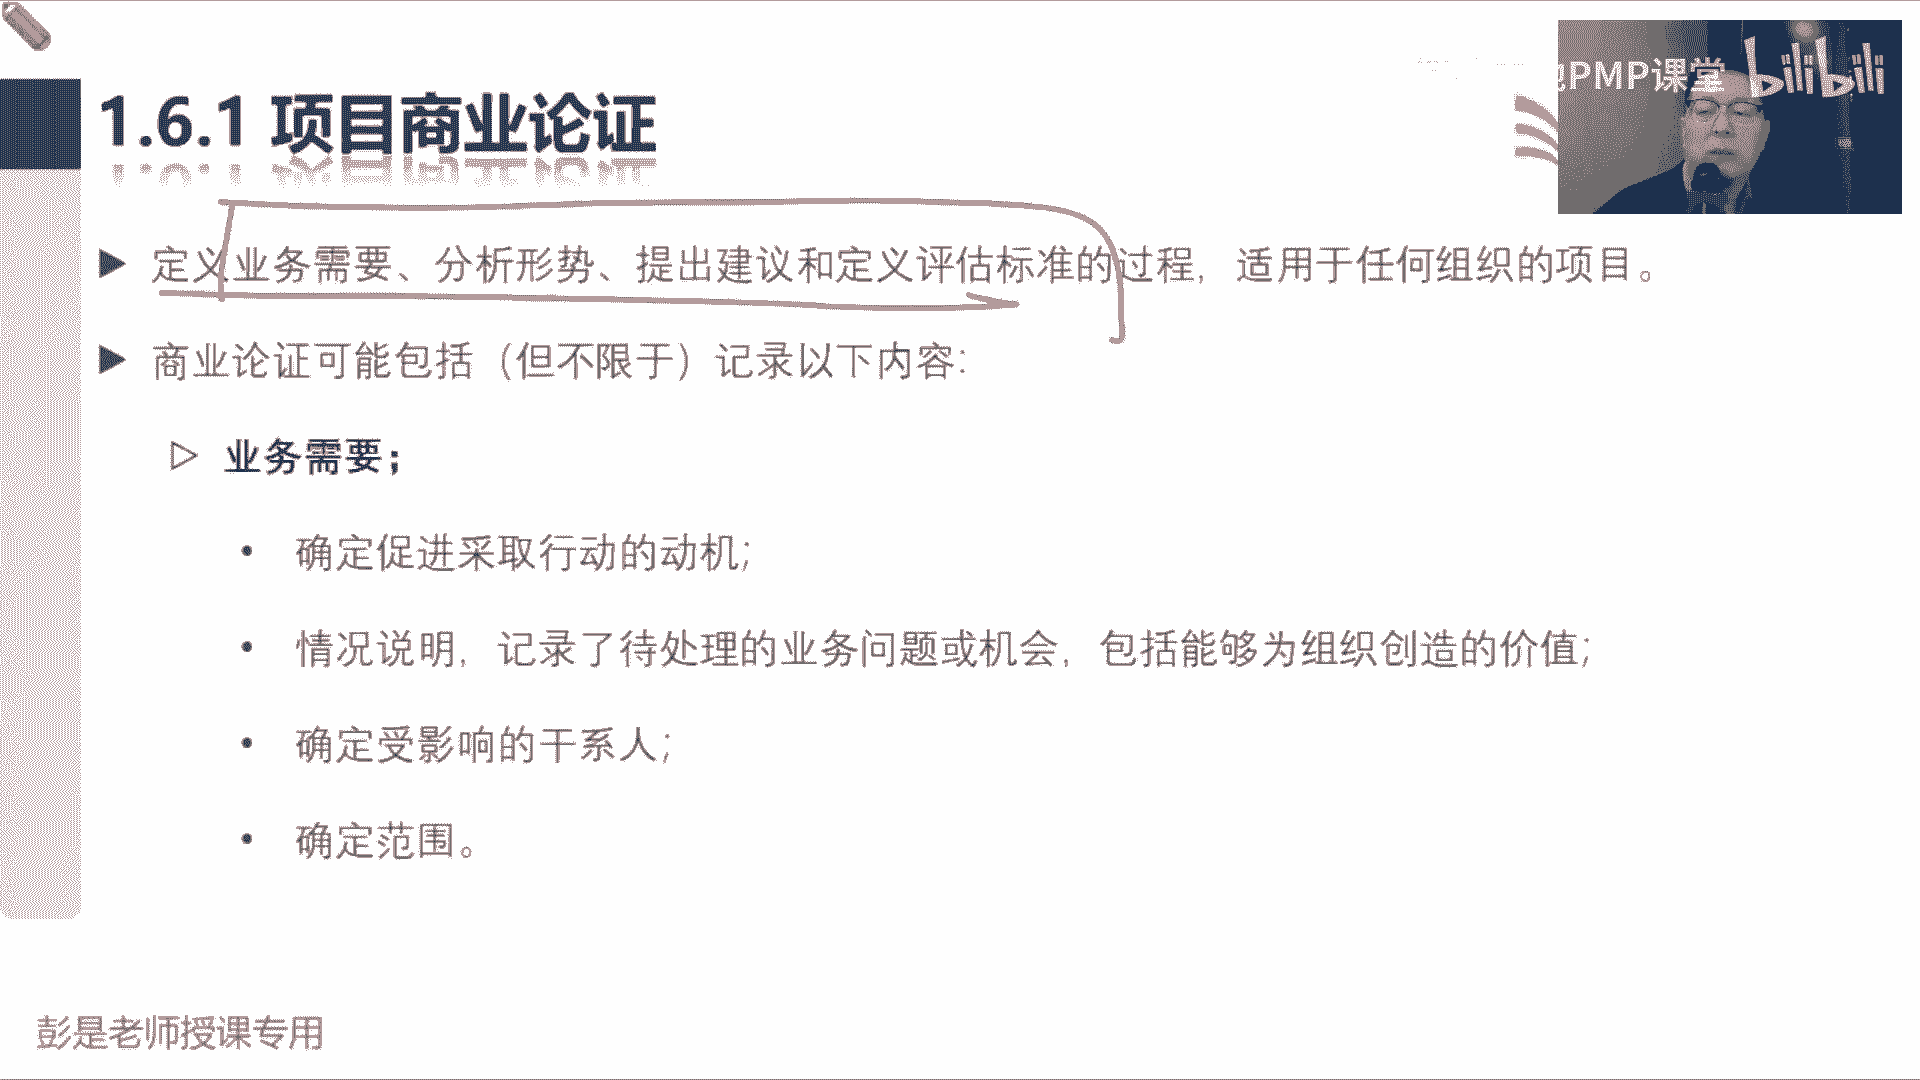 PMP课堂 bilibili
1.6.1 项目商业论证
定义业务需要、分析形势、提出建议和定义评估标准的过程，适用于任何组织的项目。
商业论证可能包括（但不限于）记录以下内容：
业务需要；
确定促进采取行动的动机；
情况说明，记录了待处理的业务问题或机会，包括能够为组织创造的价值；
确定受影响的干系人；
确定范围。
彭是老师授课专用